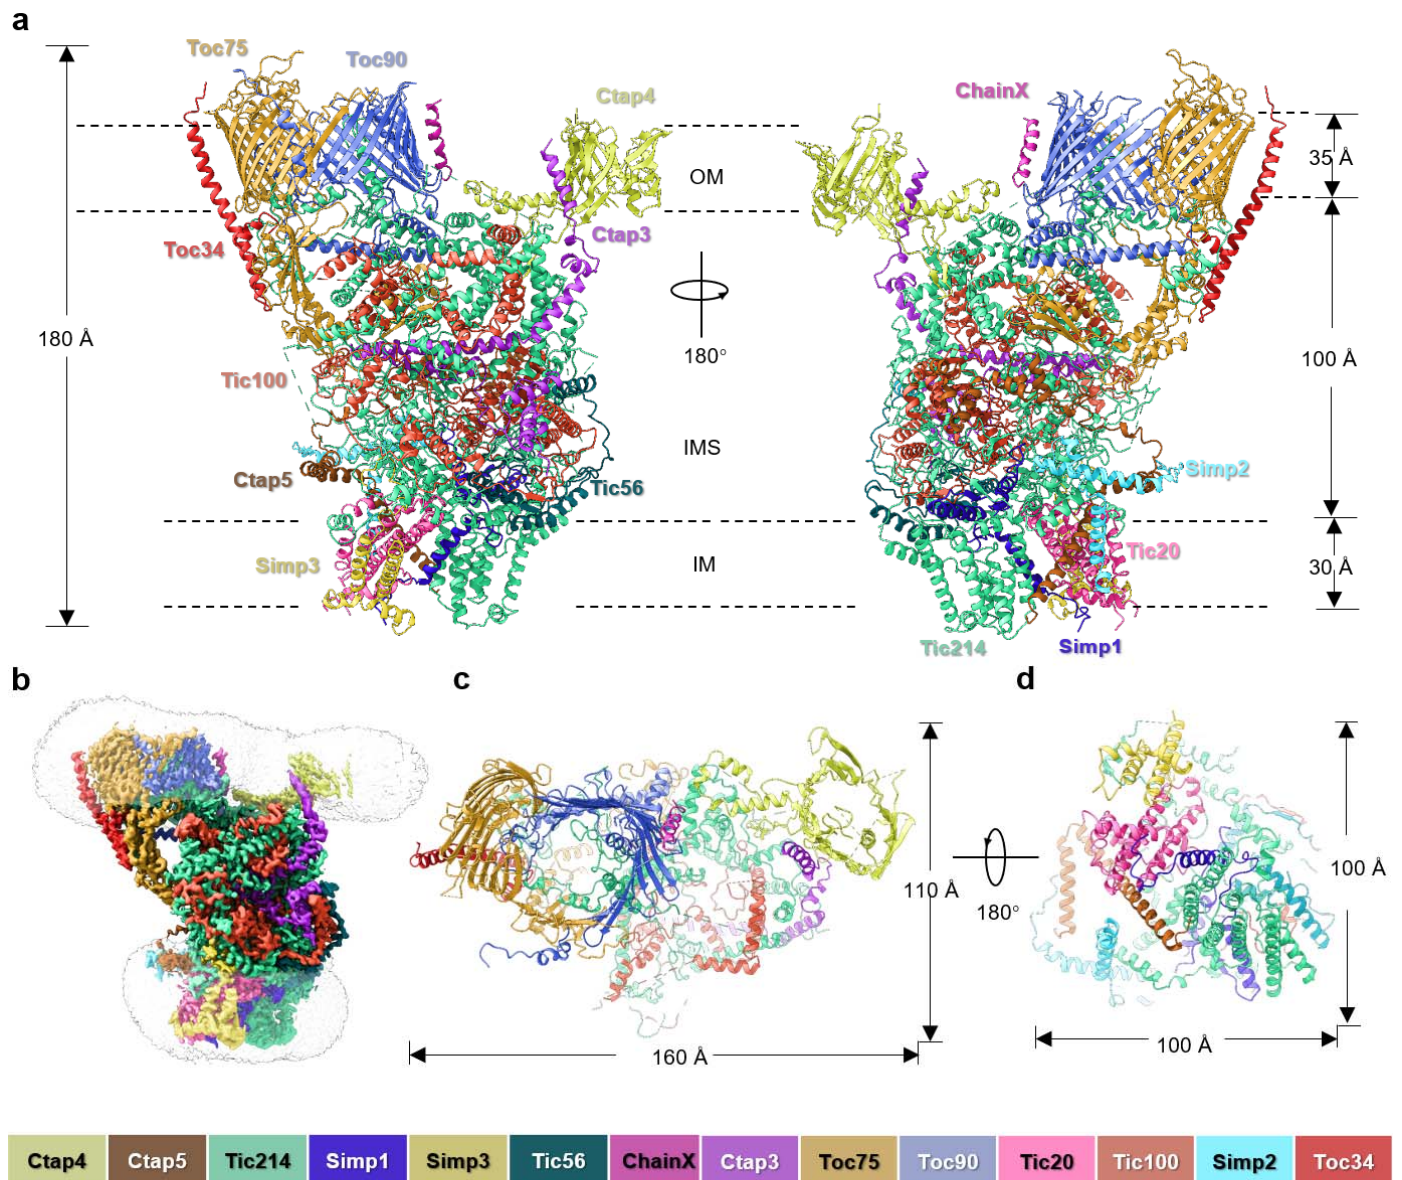 a
Toc75
Toc90
Ctap4
ChainX
OM
35 Å
Toc34
Ctap3
180 Å
180°
100 Å
Tic100
IMS
Ctap5
Tic56
Simp2
Simp3
IM
Tic20
30 Å
Tic214
Simp1
b
c
d
110 Å
180°
100 Å
160 Å
100 Å
Ctap4 Ctap5 Tic214 Simp1 Simp3 Tic56 ChainX Ctap3 Toc75 Toc90 Tic20 Tic100 Simp2 Toc34